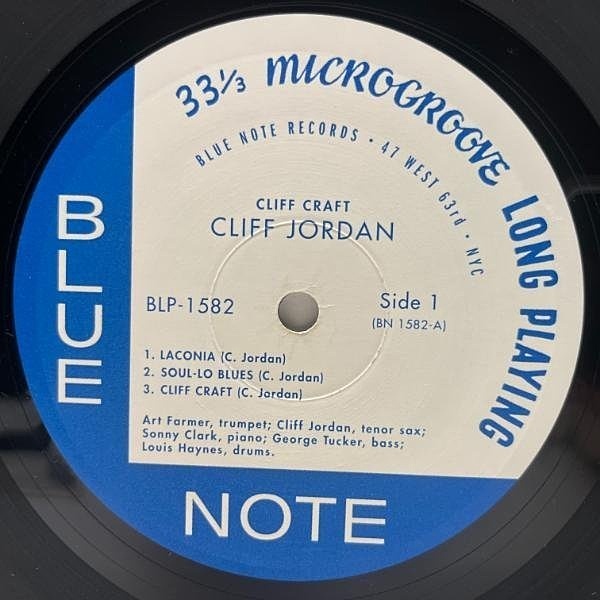 33⅓ MICROGROOVE LONG PLAYING
BLUE NOTE RECORDS • 47 WEST 63rd • NYC
CLIFF CRAFT
CLIFF JORDAN
BLP-1582
Side 1
(BN 1582-A)
1. LACONIA (C. Jordan)
2. SOUL-LO BLUES (C. Jordan)
3. CLIFF CRAFT (C. Jordan)
Art Farmer, trumpet; Cliff Jordan, tenor sax;
Sonny Clark, piano; George Tucker, bass;
Louis Haynes, drums.
BLUE
NOTE